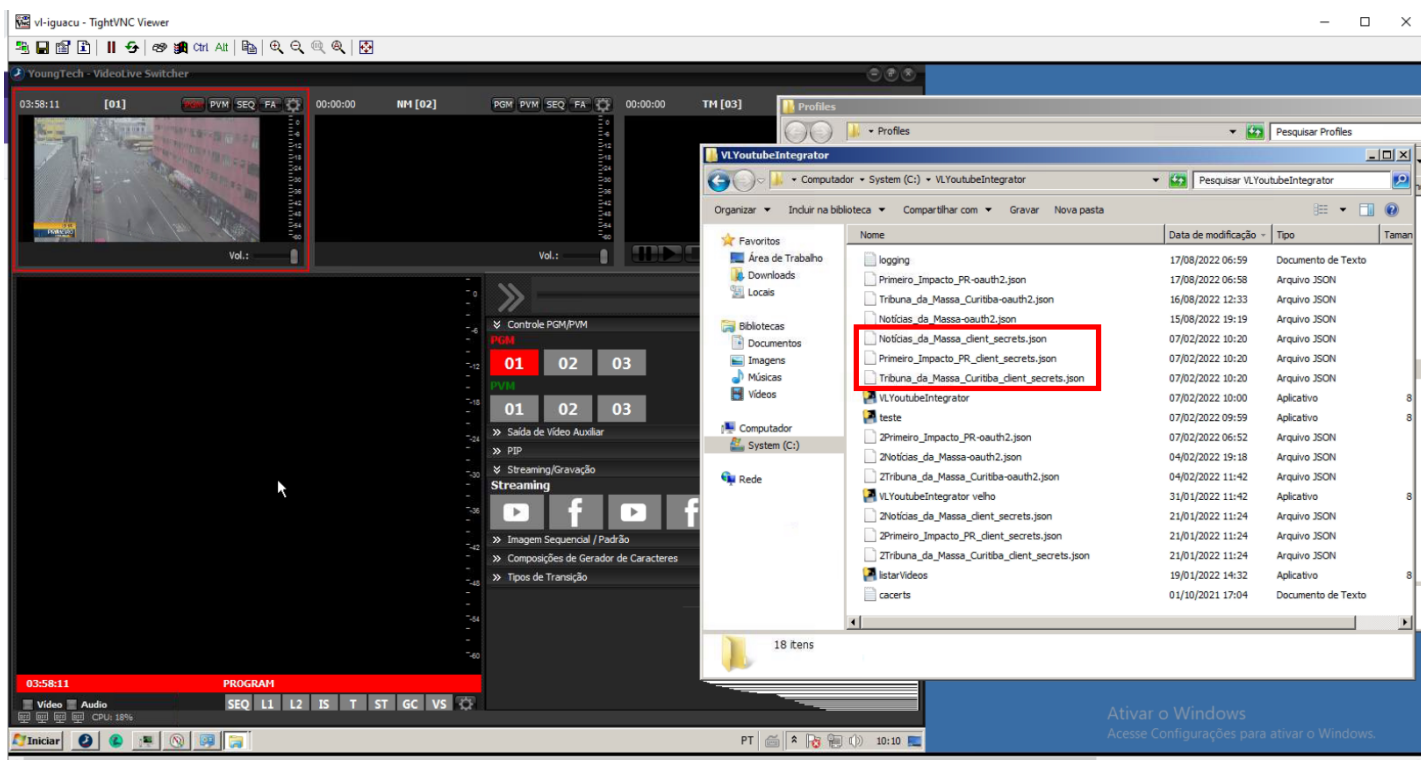 vl-iguacu - TightVNC Viewer
Ctrl Alt
YoungTech - VideoLive Switcher
03:58:11 [01] PGM PVM SEQ FA 00:00:00 NM [02] PGM PVM SEQ FA 00:00:00 TM [03]
Vol.: Vol.:
Controle PGM/PVM
PGM
01 02 03
PVM
01 02 03
Saída de Vídeo Auxiliar
PIP
Streaming/Gravação
Streaming
Imagem Sequencial / Padrão
Composições de Gerador de Caracteres
Tipos de Transição
03:58:11 PROGRAM
Vídeo Audio SEQ L1 L2 IS T ST GC VS
CPU: 18%
Profiles
Profiles Pesquisar Profiles
VLYoutubeIntegrator
Computador System (C:) VLYoutubeIntegrator Pesquisar VLYoutubeIntegrator
Organizar Incluir na biblioteca Compartilhar com Gravar Nova pasta
Favoritos
Área de Trabalho
Downloads
Locais
Bibliotecas
Documentos
Imagens
Músicas
Vídeos
Computador
System (C:)
Rede
Nome Data de modificação Tipo Taman
logging 17/08/2022 06:59 Documento de Texto
Primeiro_Impacto_PR-oauth2.json 17/08/2022 06:58 Arquivo JSON
Tribuna_da_Massa_Curitiba-oauth2.json 16/08/2022 12:33 Arquivo JSON
Notícias_da_Massa-oauth2.json 15/08/2022 19:19 Arquivo JSON
Notícias_da_Massa_client_secrets.json 07/02/2022 10:20 Arquivo JSON
Primeiro_Impacto_PR_client_secrets.json 07/02/2022 10:20 Arquivo JSON
Tribuna_da_Massa_Curitiba_client_secrets.json 07/02/2022 10:20 Arquivo JSON
VLYoutubeIntegrator 07/02/2022 10:00 Aplicativo 8
teste 07/02/2022 09:59 Aplicativo 8
2Primeiro_Impacto_PR-oauth2.json 07/02/2022 06:52 Arquivo JSON
2Notícias_da_Massa-oauth2.json 04/02/2022 19:18 Arquivo JSON
2Tribuna_da_Massa_Curitiba-oauth2.json 04/02/2022 11:42 Arquivo JSON
VLYoutubeIntegrator velho 31/01/2022 11:42 Aplicativo 8
2Notícias_da_Massa_client_secrets.json 21/01/2022 11:24 Arquivo JSON
2Primeiro_Impacto_PR_client_secrets.json 21/01/2022 11:24 Arquivo JSON
2Tribuna_da_Massa_Curitiba_client_secrets.json 21/01/2022 11:24 Arquivo JSON
listarVideos 19/01/2022 14:32 Aplicativo 8
cacerts 01/10/2021 17:04 Documento de Texto
18 itens
Ativar o Windows
Acesse Configurações para ativar o Windows.
Iniciar PT 10:10